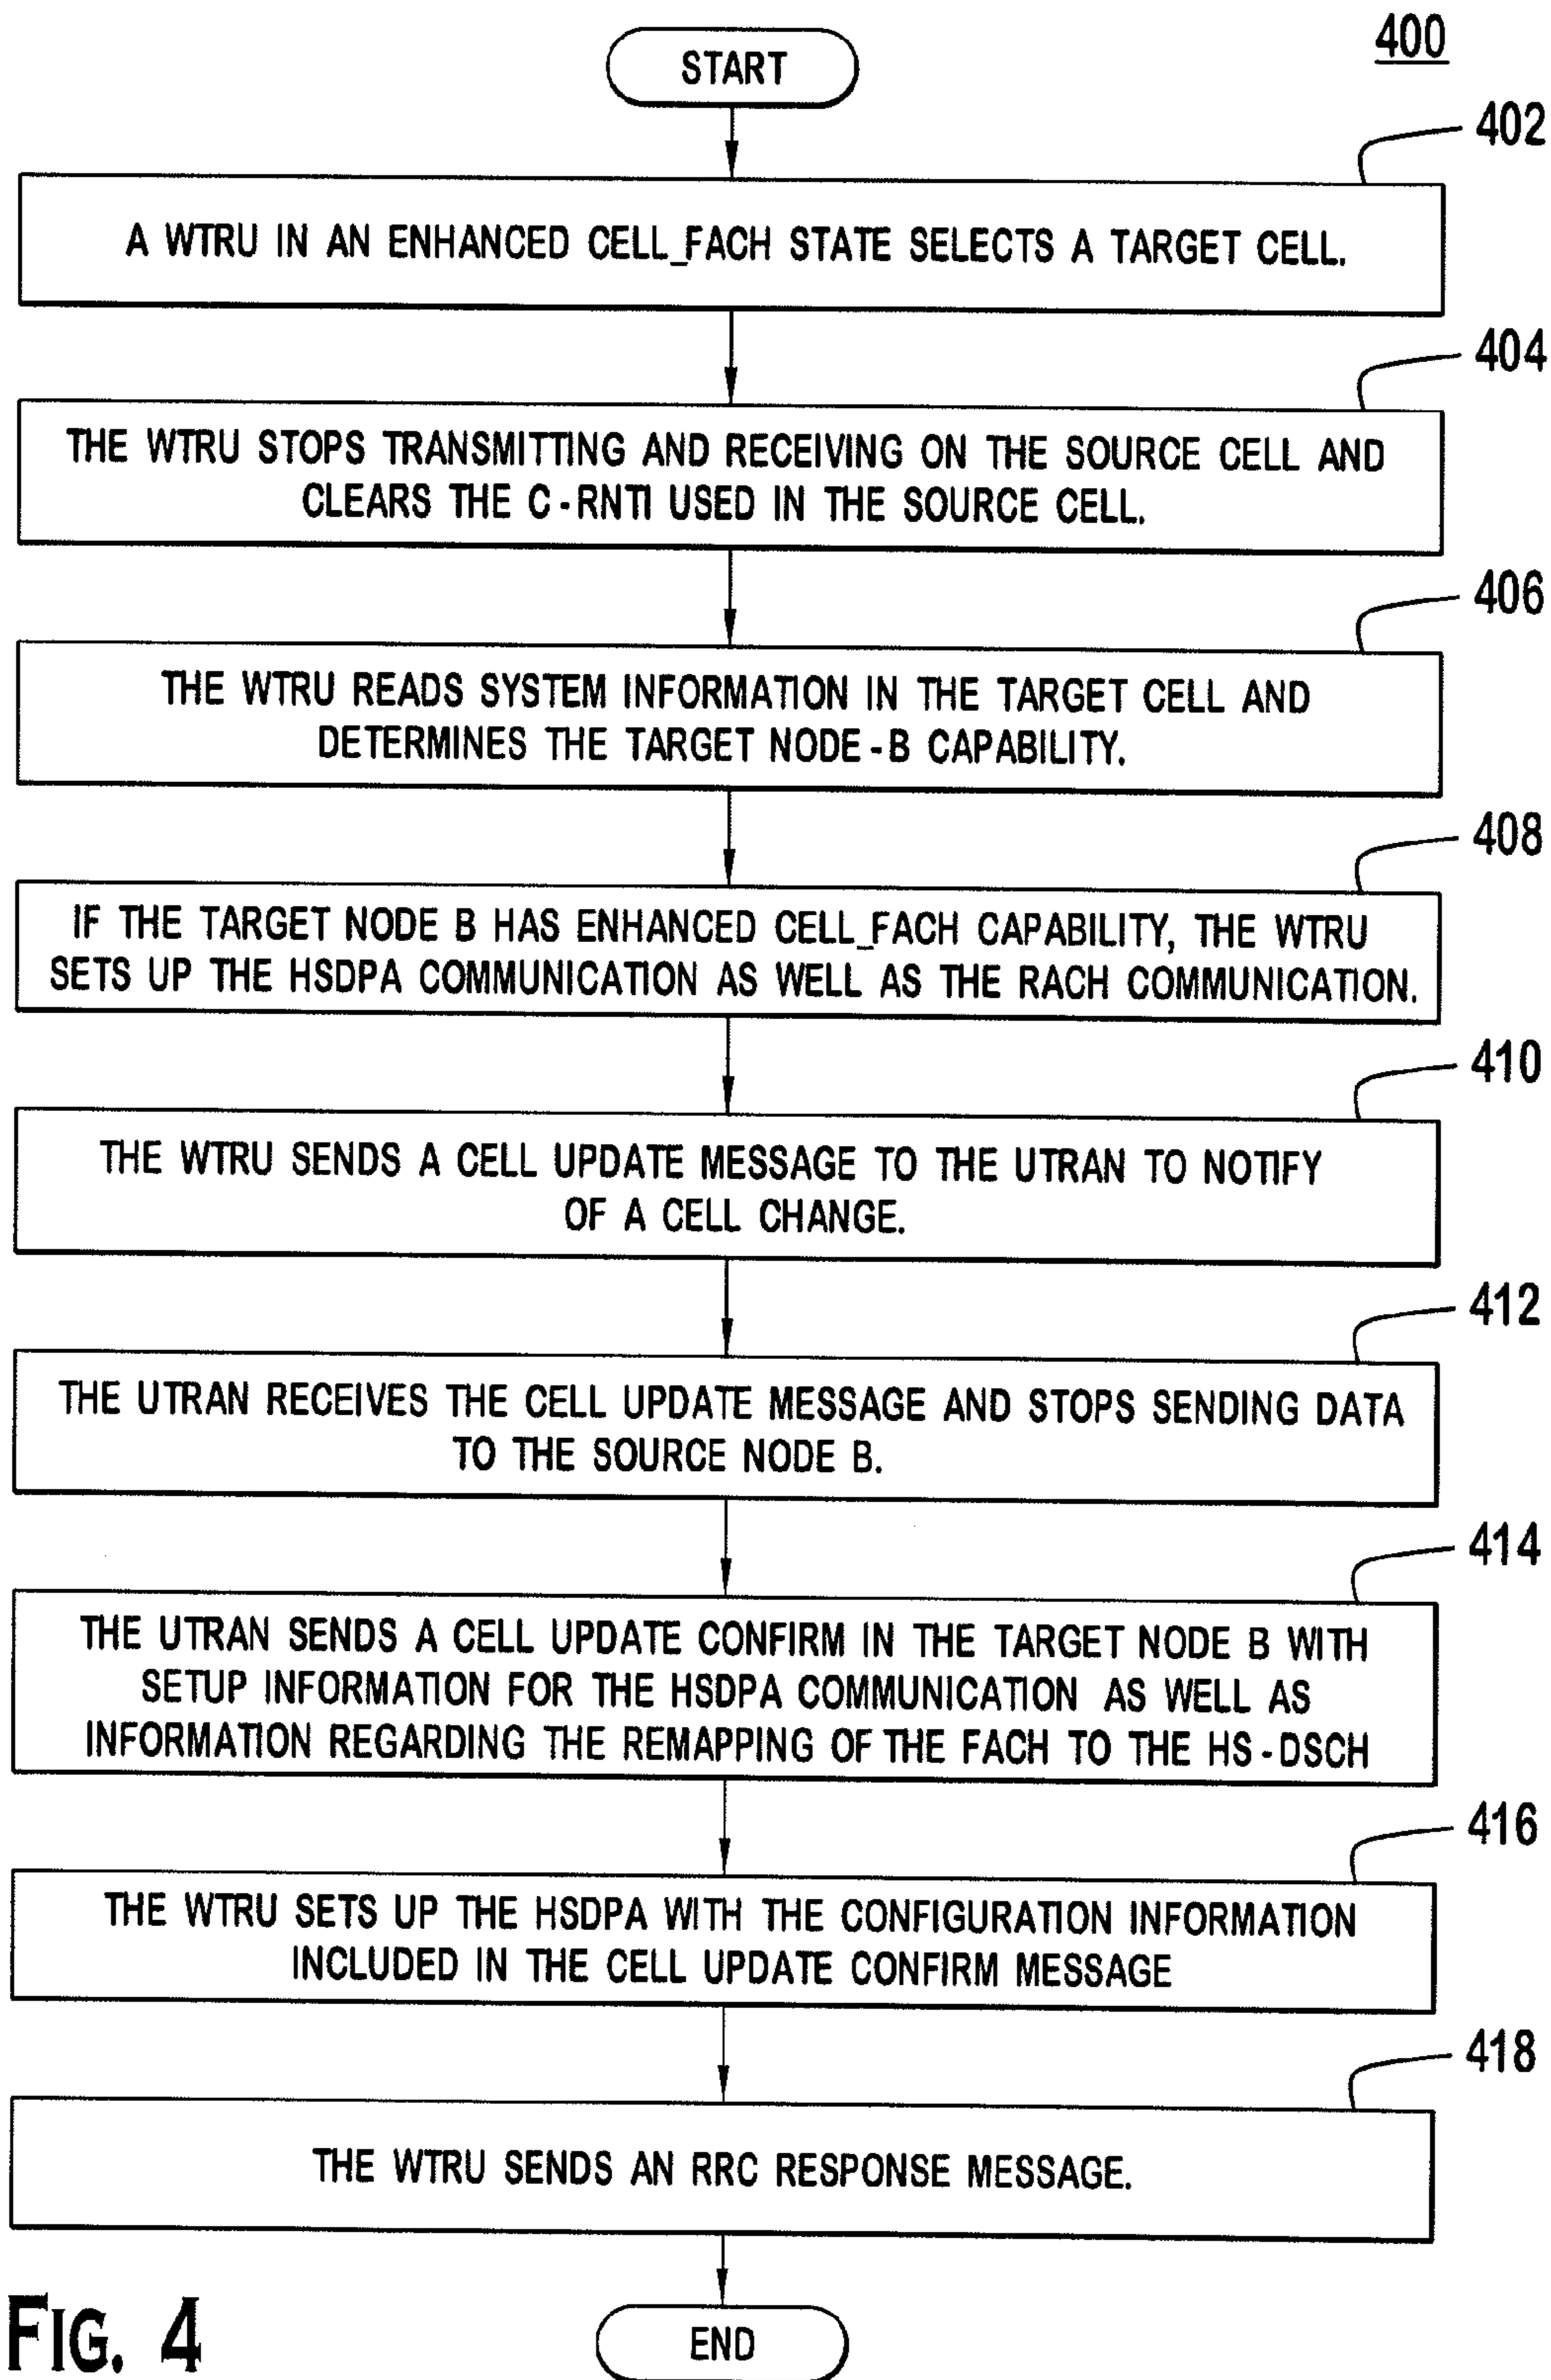 400
START
402
A WTRU IN AN ENHANCED CELL_FACH STATE SELECTS A TARGET CELL.
404
THE WTRU STOPS TRANSMITTING AND RECEIVING ON THE SOURCE CELL AND
CLEARS THE C-RNTI USED IN THE SOURCE CELL.
406
THE WTRU READS SYSTEM INFORMATION IN THE TARGET CELL AND
DETERMINES THE TARGET NODE-B CAPABILITY.
408
IF THE TARGET NODE B HAS ENHANCED CELL_FACH CAPABILITY, THE WTRU
SETS UP THE HSDPA COMMUNICATION AS WELL AS THE RACH COMMUNICATION.
410
THE WTRU SENDS A CELL UPDATE MESSAGE TO THE UTRAN TO NOTIFY
OF A CELL CHANGE.
412
THE UTRAN RECEIVES THE CELL UPDATE MESSAGE AND STOPS SENDING DATA
TO THE SOURCE NODE B.
414
THE UTRAN SENDS A CELL UPDATE CONFIRM IN THE TARGET NODE B WITH
SETUP INFORMATION FOR THE HSDPA COMMUNICATION AS WELL AS
INFORMATION REGARDING THE REMAPPING OF THE FACH TO THE HS-DSCH
416
THE WTRU SETS UP THE HSDPA WITH THE CONFIGURATION INFORMATION
INCLUDED IN THE CELL UPDATE CONFIRM MESSAGE
418
THE WTRU SENDS AN RRC RESPONSE MESSAGE.
END
FIG. 4